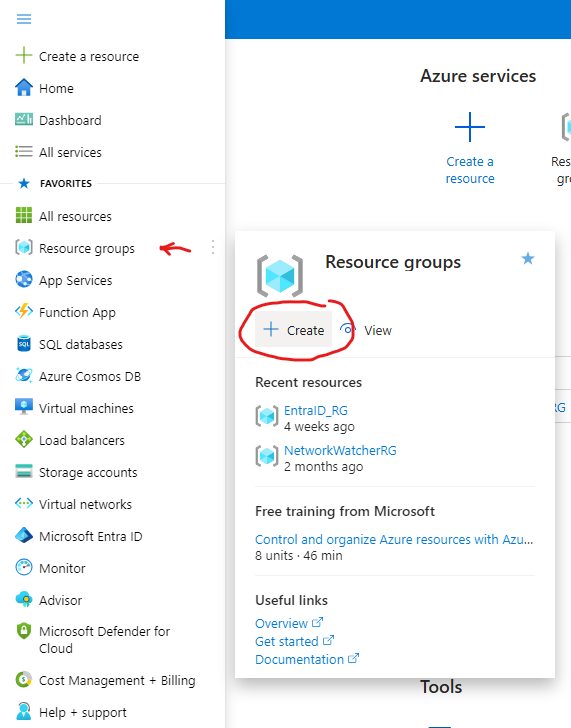 Create a resource
Home
Dashboard
All services
FAVORITES
All resources
Resource groups
App Services
Function App
SQL databases
Azure Cosmos DB
Virtual machines
Load balancers
Storage accounts
Virtual networks
Microsoft Entra ID
Monitor
Advisor
Microsoft Defender for
Cloud
Cost Management + Billing
Help + support
Azure services
Create a
resource
Res
gro
Resource groups
Create
View
Recent resources
EntraID_RG
4 weeks ago
NetworkWatcherRG
2 months ago
Free training from Microsoft
Control and organize Azure resources with Azu...
8 units · 46 min
Useful links
Overview
Get started
Documentation
RG
Tools